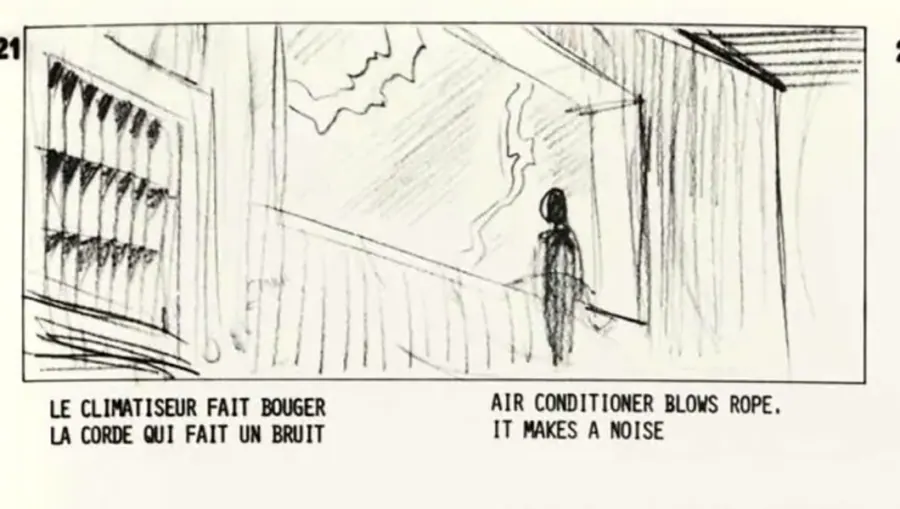 21
LE CLIMATISEUR FAIT BOUGER
LA CORDE QUI FAIT UN BRUIT
AIR CONDITIONER BLOWS ROPE.
IT MAKES A NOISE